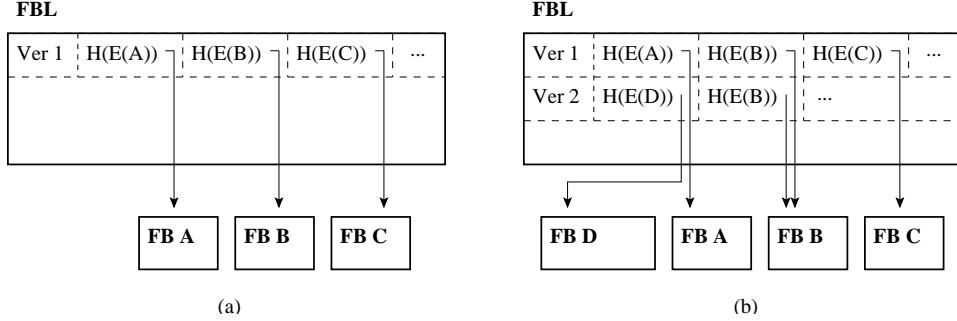 FBL
Ver 1 H(E(A)) H(E(B)) H(E(C)) ...
FB A FB B FB C
(a)
FBL
Ver 1 H(E(A)) H(E(B)) H(E(C)) ...
Ver 2 H(E(D)) H(E(B)) ...
FB D FB A FB B FB C
(b)